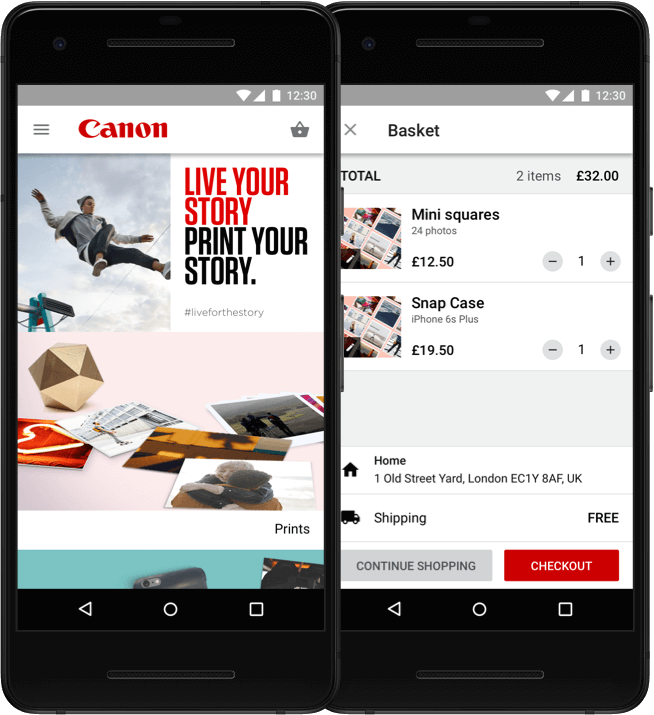 12:30
Canon
LIVE YOUR
STORY
PRINT YOUR
STORY.
#liveforthestory
Prints
12:30
Basket
TOTAL 2 items £32.00
Mini squares
24 photos
£12.50 − 1 +
Snap Case
iPhone 6s Plus
£19.50 − 1 +
Home
1 Old Street Yard, London EC1Y 8AF, UK
Shipping FREE
CONTINUE SHOPPING CHECKOUT